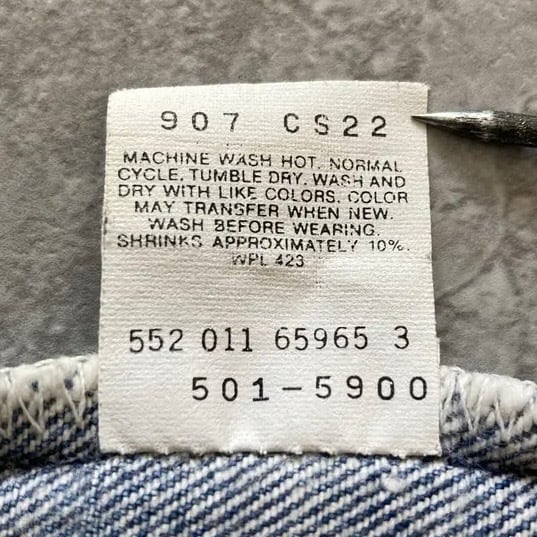 907 CS22
MACHINE WASH HOT, NORMAL
CYCLE, TUMBLE DRY. WASH AND
DRY WITH LIKE COLORS. COLOR
MAY TRANSFER WHEN NEW.
WASH BEFORE WEARING.
SHRINKS APPROXIMATELY 10%.
WPL 423
552 011 65965 3
501-5900